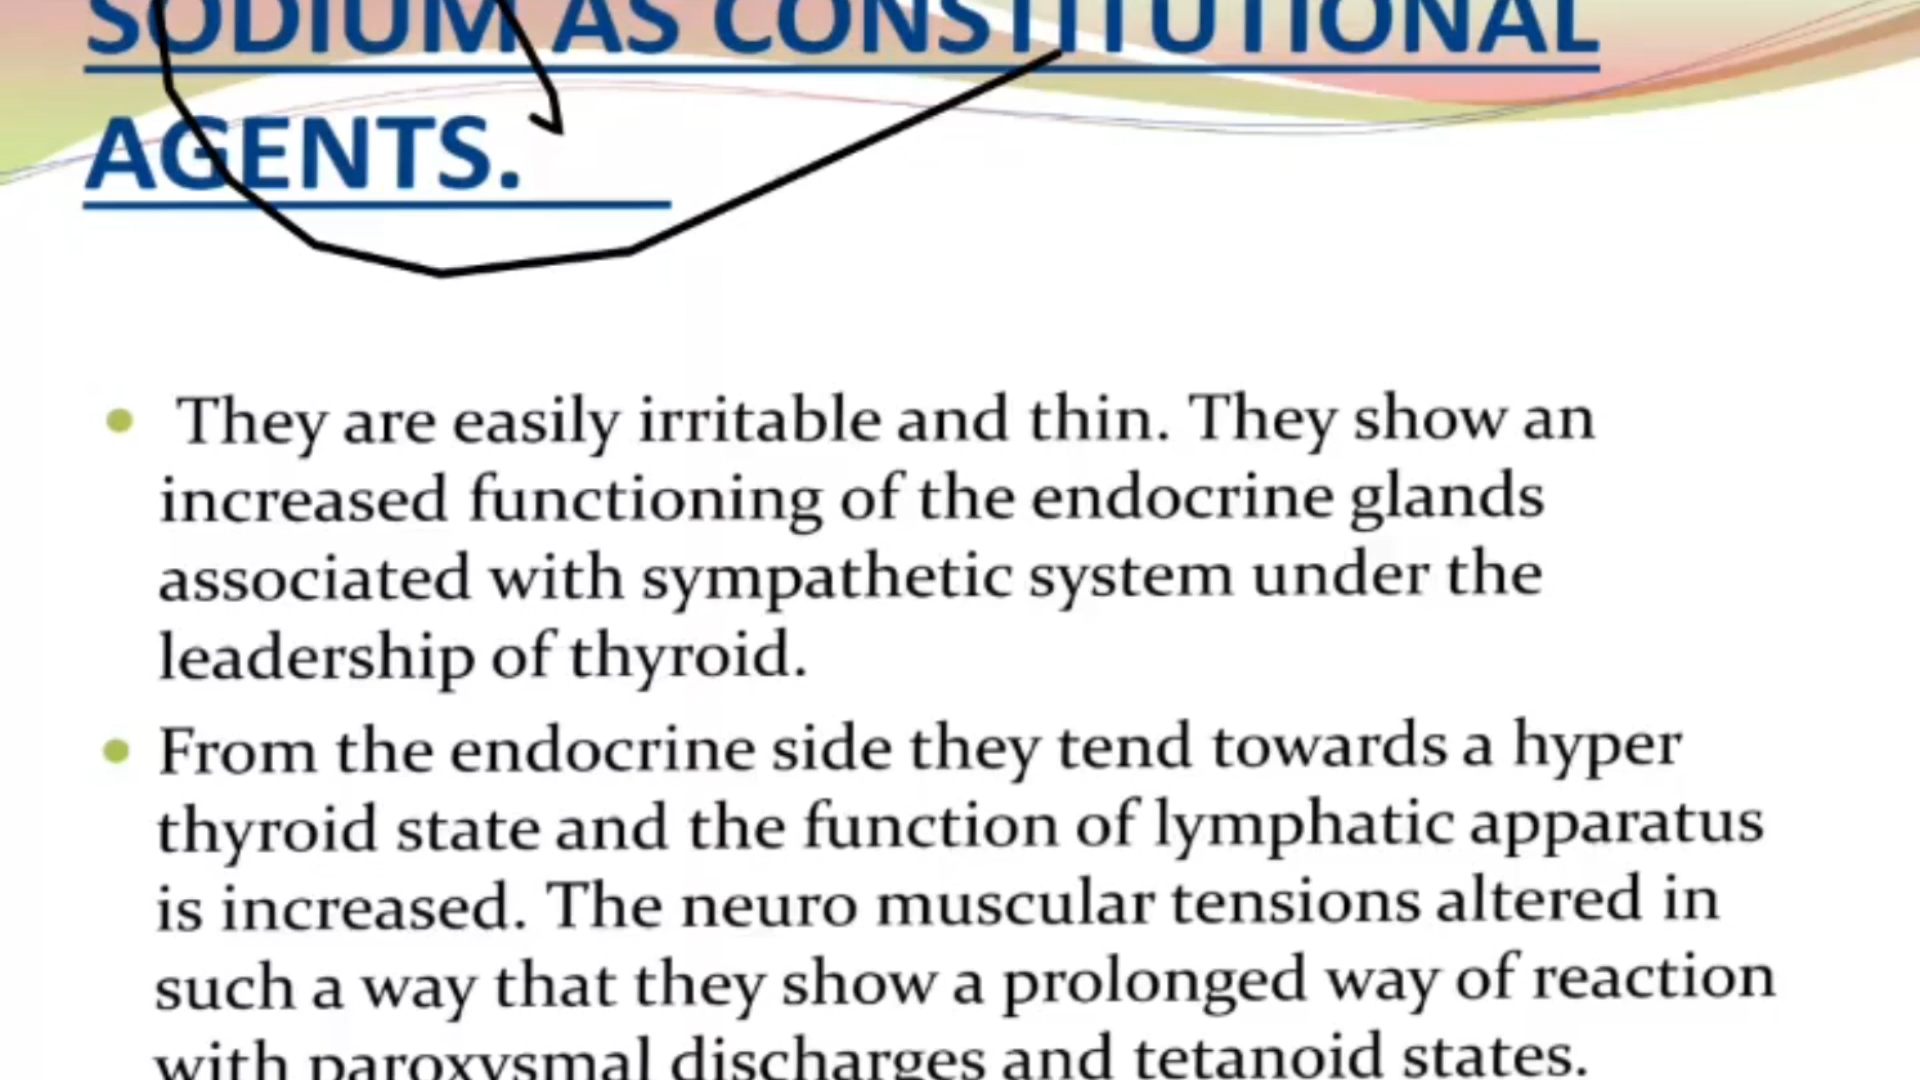 SODIUM AS CONSTITUTIONAL
AGENTS.
They are easily irritable and thin. They show an
increased functioning of the endocrine glands
associated with sympathetic system under the
leadership of thyroid.
From the endocrine side they tend towards a hyper
thyroid state and the function of lymphatic apparatus
is increased. The neuro muscular tensions altered in
such a way that they show a prolonged way of reaction
with paroxysmal discharges and tetanoid states.